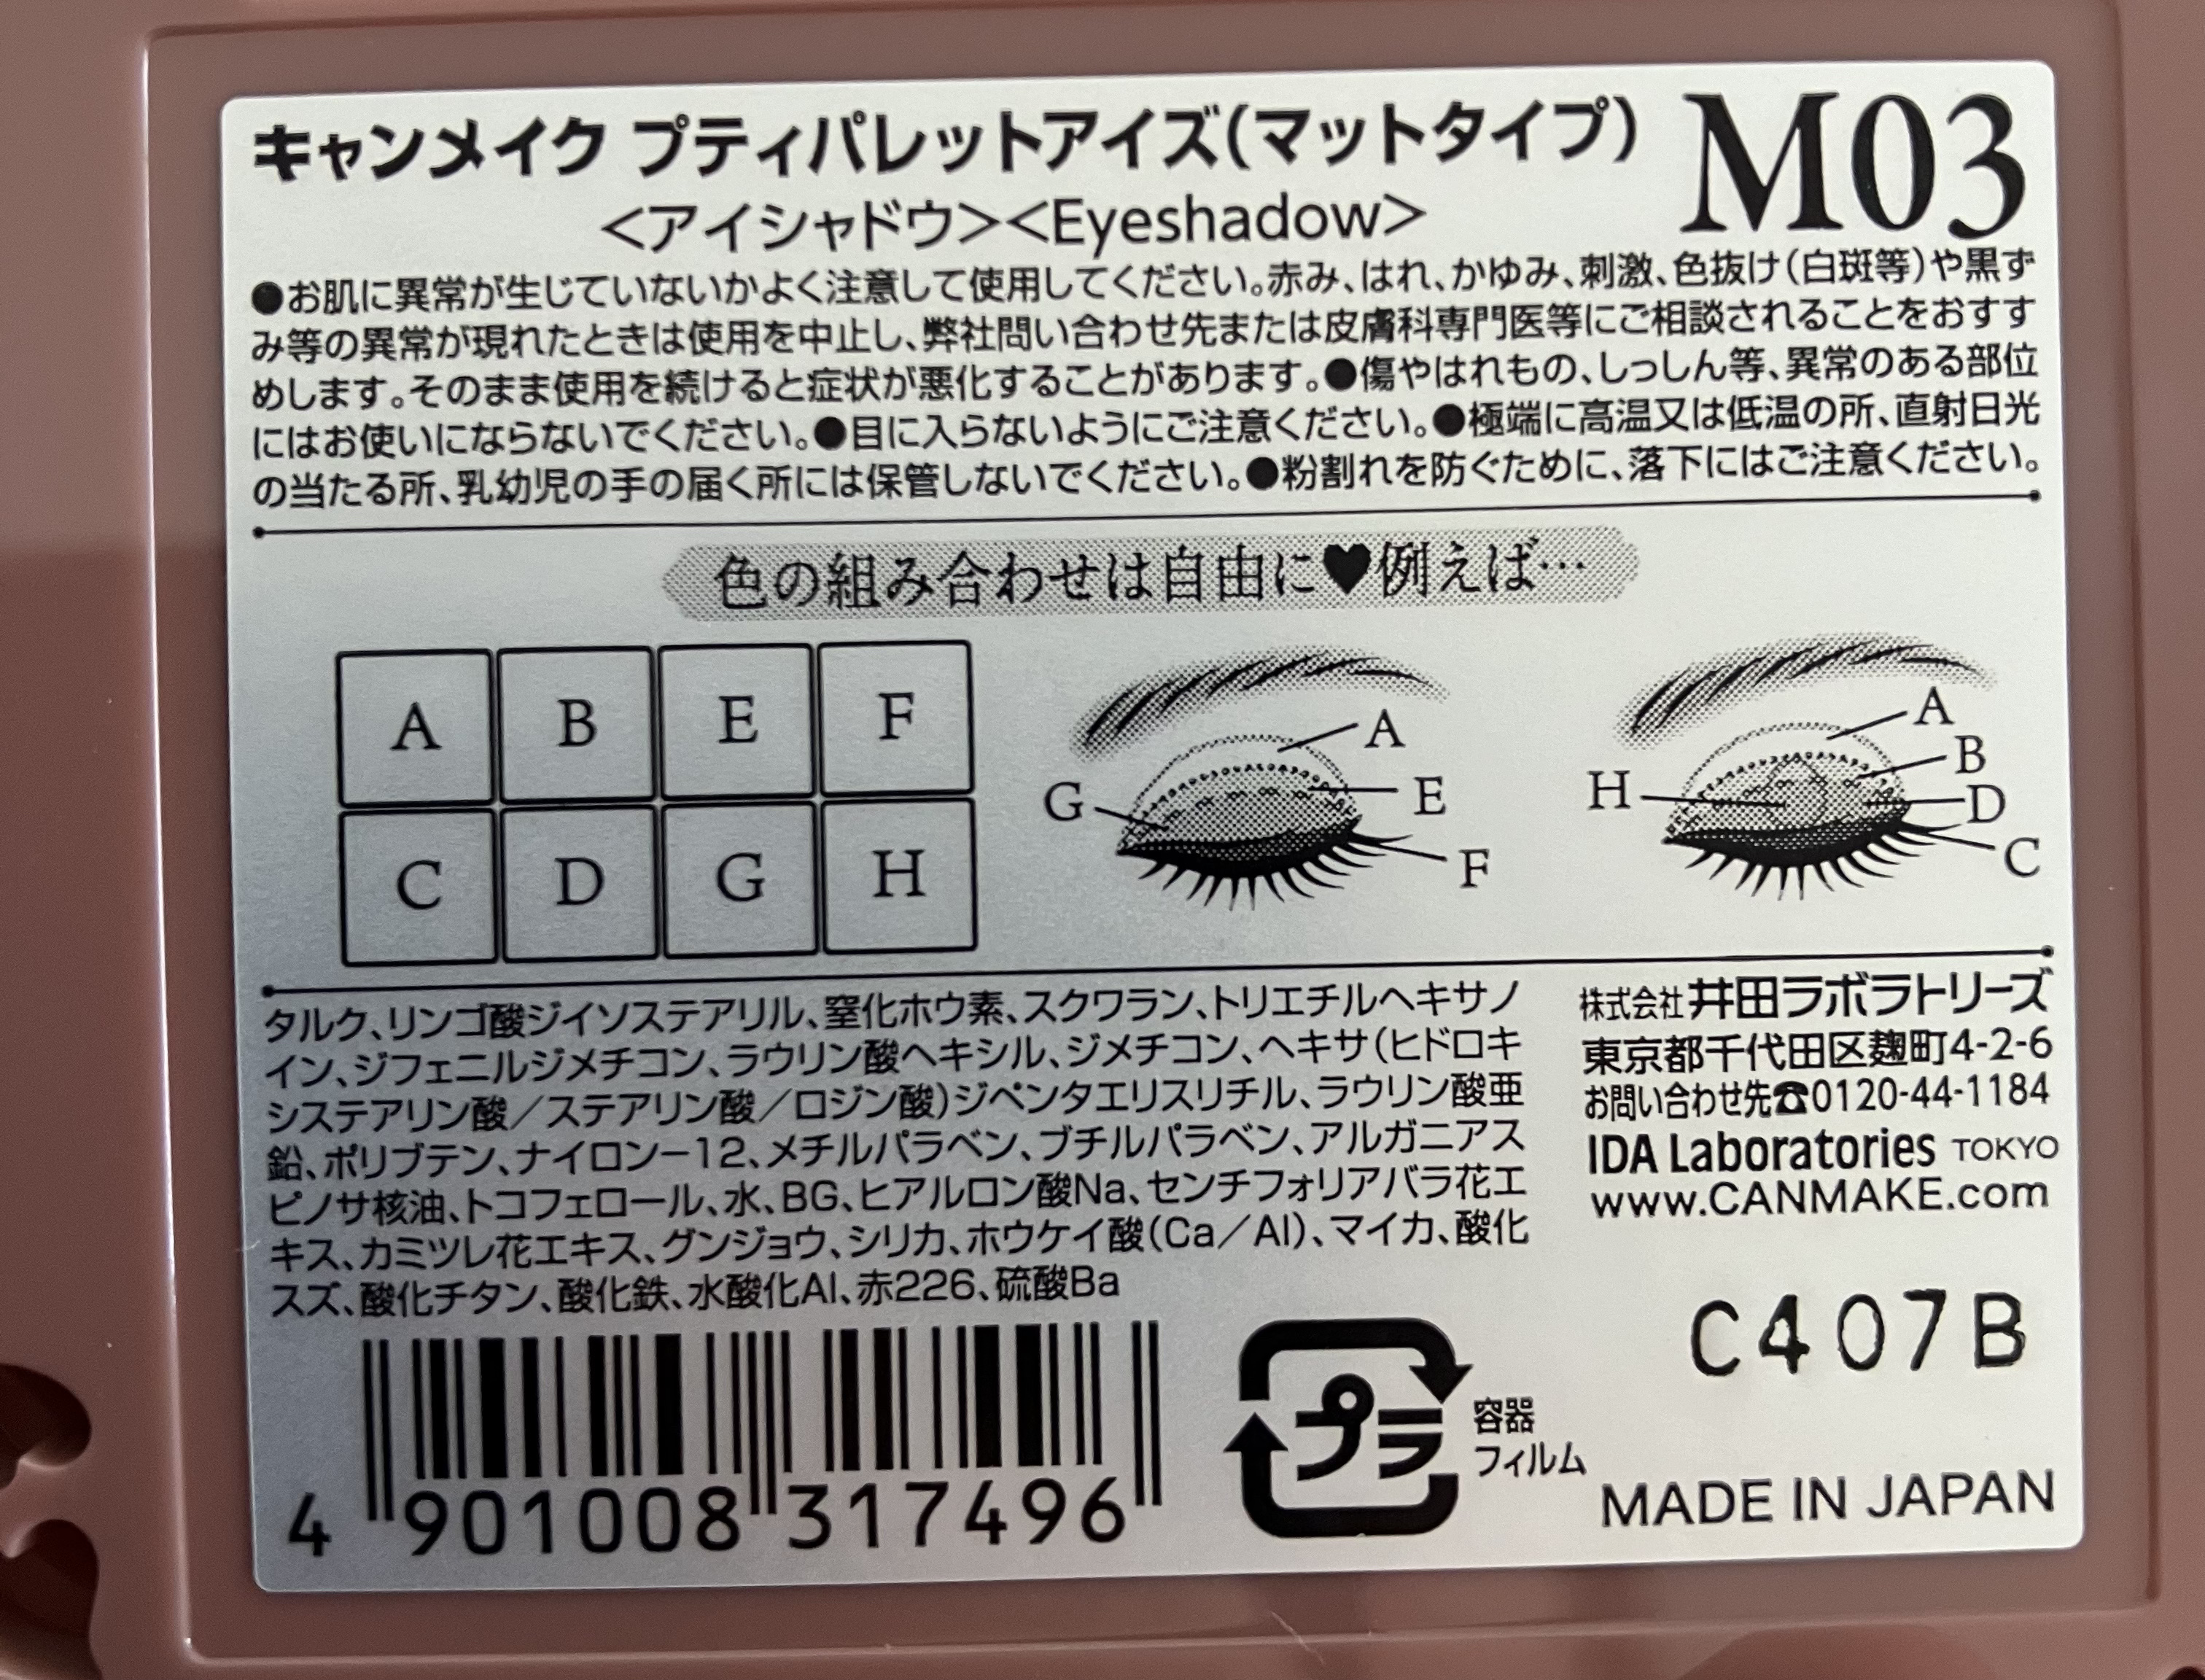 キャンメイク プティパレットアイズ(マットタイプ) M03
<アイシャドウ><Eyeshadow>
●お肌に異常が生じていないかよく注意して使用してください。赤み、はれ、かゆみ、刺激、色抜け(白斑等)や黒ず
み等の異常が現れたときは使用を中止し、弊社問い合わせ先または皮膚科専門医等にご相談されることをおすす
めします。そのまま使用を続けると症状が悪化することがあります。●傷やはれもの、しっしん等、異常のある部位
にはお使いにならないでください。●目に入らないようにご注意ください。●極端に高温又は低温の所、直射日光
の当たる所、乳幼児の手の届く所には保管しないでください。●粉割れを防ぐために、落下にはご注意ください。
色の組み合わせは自由に♥例えば…
A B E F
C D G H
A
G
E
F
A
B
H
D
C
タルク、リンゴ酸ジイソステアリル、窒化ホウ素、スクワラン、トリエチルヘキサノ
イン、ジフェニルジメチコン、ラウリン酸ヘキシル、ジメチコン、ヘキサ(ヒドロキ
システアリン酸/ステアリン酸/ロジン酸)ジペンタエリスリチル、ラウリン酸亜
鉛、ポリブテン、ナイロン−12、メチルパラベン、ブチルパラベン、アルガニアス
ピノサ核油、トコフェロール、水、BG、ヒアルロン酸Na、センチフォリアバラ花エ
キス、カミツレ花エキス、グンジョウ、シリカ、ホウケイ酸(Ca/Al)、マイカ、酸化
スズ、酸化チタン、酸化鉄、水酸化Al、赤226、硫酸Ba
株式会社 井田ラボラトリーズ
東京都千代田区麹町4-2-6
お問い合わせ先☎0120-44-1184
IDA Laboratories TOKYO
www.CANMAKE.com
C407B
4 901008 317496
プラ
容器
フィルム
MADE IN JAPAN